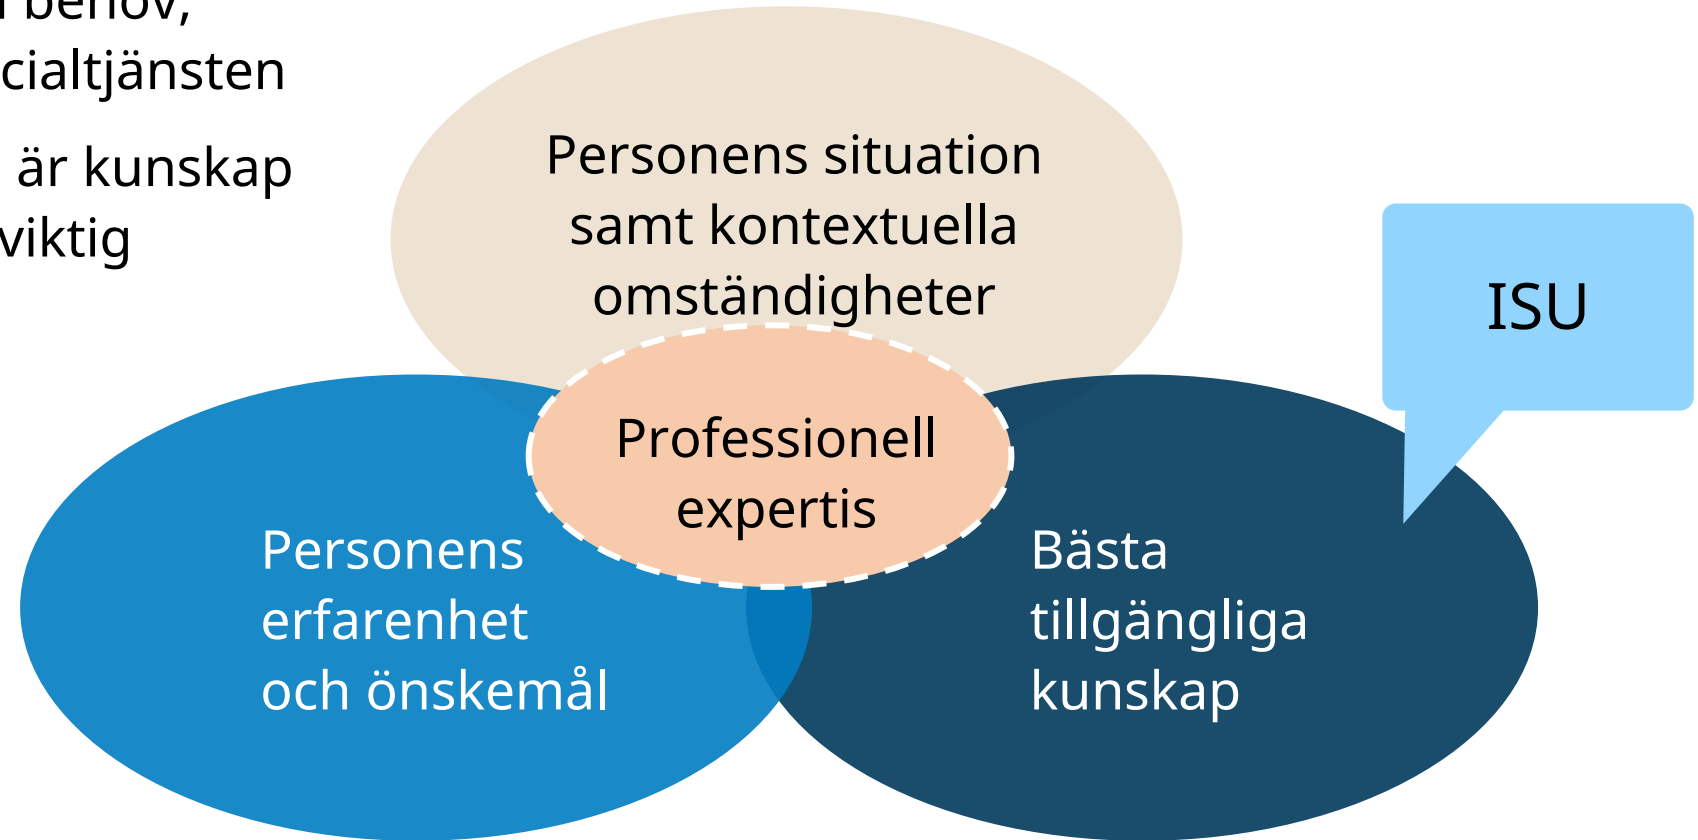 behov,
cialtjänsten
är kunskap
viktig
Personens situation
samt kontextuella
omständigheter
ISU
Professionell
expertis
Personens
erfarenhet
och önskemål
Bästa
tillgängliga
kunskap